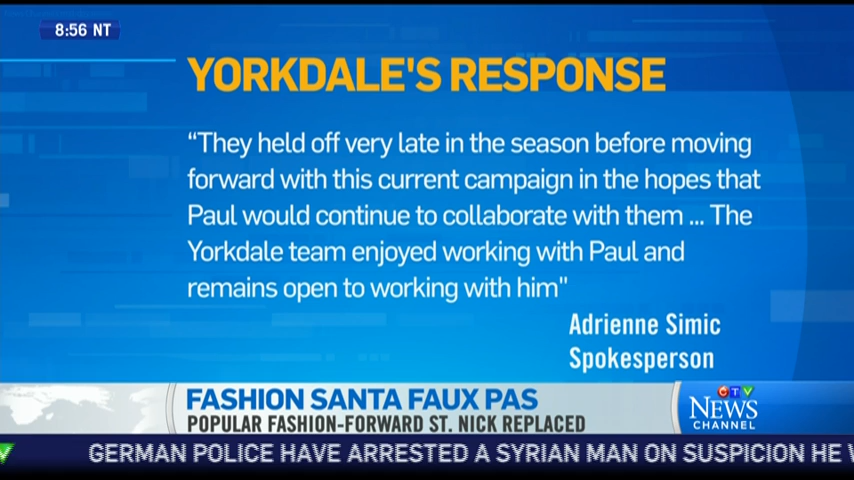 8:56 NT
YORKDALE'S RESPONSE
“They held off very late in the season before moving
forward with this current campaign in the hopes that
Paul would continue to collaborate with them ... The
Yorkdale team enjoyed working with Paul and
remains open to working with him"
Adrienne Simic
Spokesperson
FASHION SANTA FAUX PAS
POPULAR FASHION-FORWARD ST. NICK REPLACED
CTV
NEWS
CHANNEL
GERMAN POLICE HAVE ARRESTED A SYRIAN MAN ON SUSPICION HE